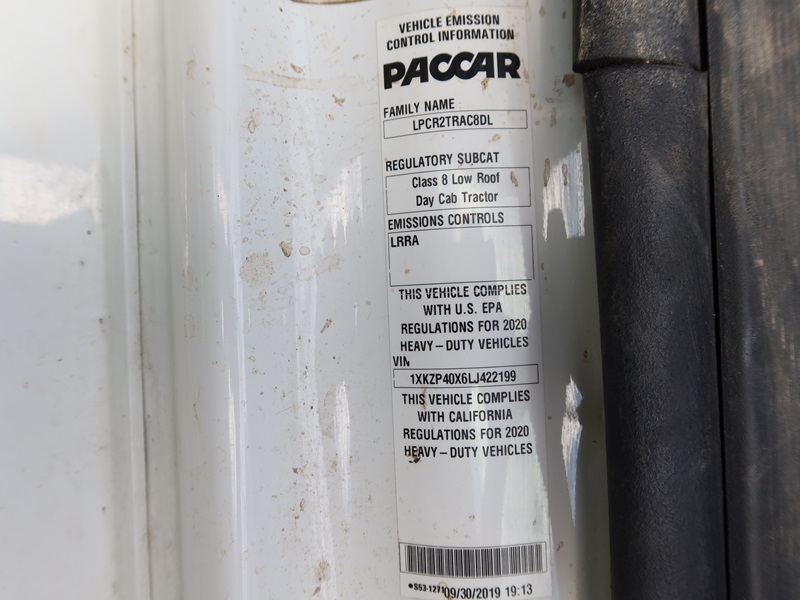 VEHICLE EMISSION
CONTROL INFORMATION
PACCAR
FAMILY NAME
LPCR2TRAC8DL
REGULATORY SUBCAT
Class 8 Low Roof
Day Cab Tractor
EMISSIONS CONTROLS
LRRA
THIS VEHICLE COMPLIES
WITH U.S. EPA
REGULATIONS FOR 2020
HEAVY-DUTY VEHICLES
VIN
1XKZP40X6LJ422199
THIS VEHICLE COMPLIES
WITH CALIFORNIA
REGULATIONS FOR 2020
HEAVY-DUTY VEHICLES
09/30/2019 19:13